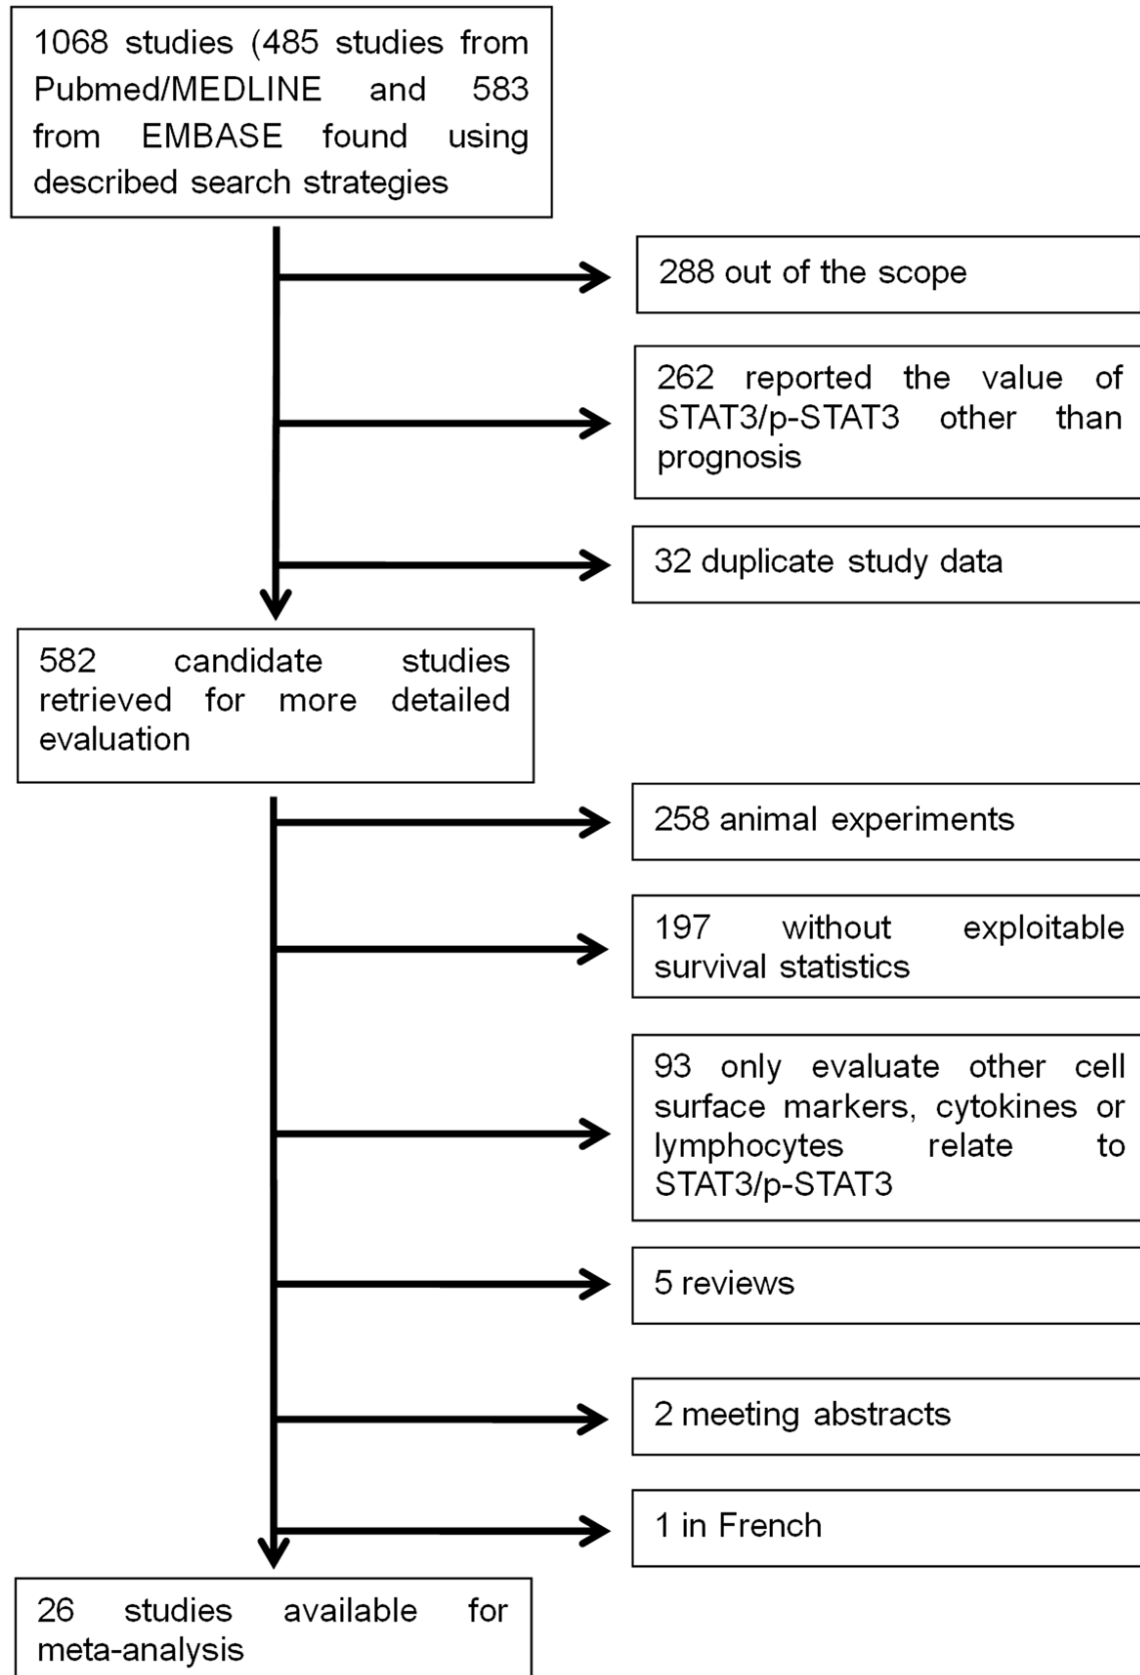 1068 studies (485 studies from
Pubmed/MEDLINE and 583
from EMBASE found using
described search strategies
288 out of the scope
262 reported the value of
STAT3/p-STAT3 other than
prognosis
32 duplicate study data
582 candidate studies
retrieved for more detailed
evaluation
258 animal experiments
197 without exploitable
survival statistics
93 only evaluate other cell
surface markers, cytokines or
lymphocytes relate to
STAT3/p-STAT3
5 reviews
2 meeting abstracts
1 in French
26 studies available for
meta-analysis